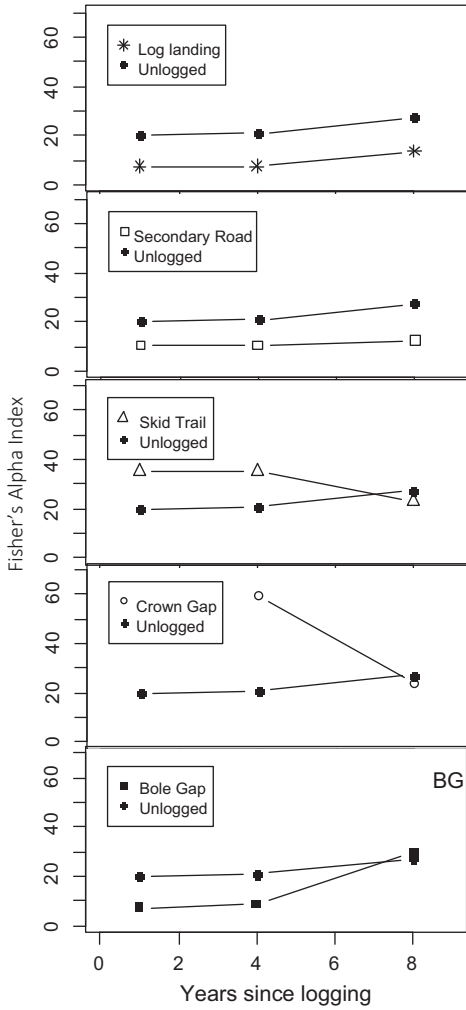 60
40
20
0
Log landing
Unlogged
60
40
20
0
Secondary Road
Unlogged
60
40
20
0
Skid Trail
Unlogged
60
40
20
0
Crown Gap
Unlogged
60
40
20
0
Bole Gap
Unlogged
BG
Fisher's Alpha Index
0 2 4 6 8
Years since logging